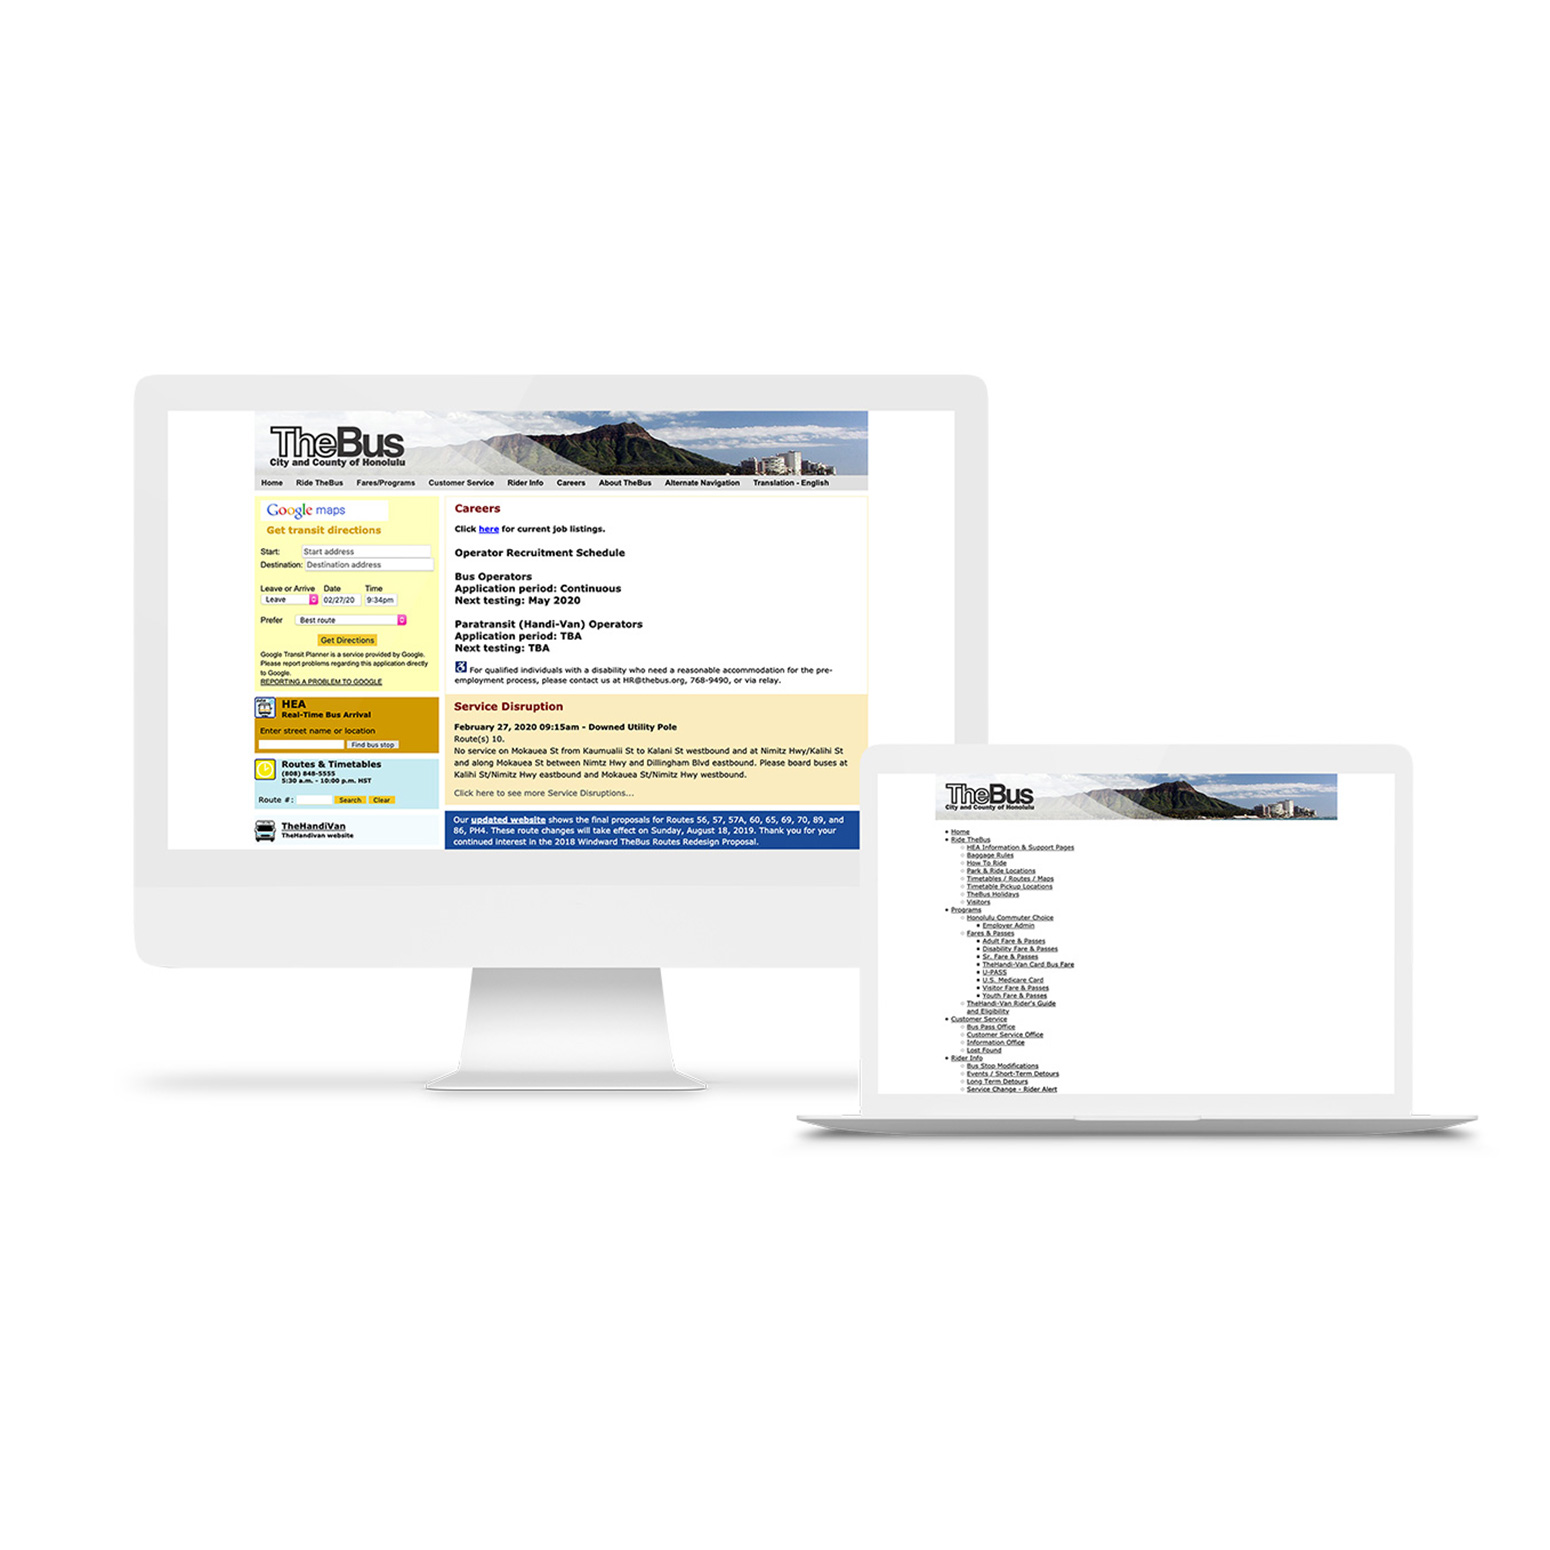 TheBus
City and County of Honolulu
Home Ride TheBus Fares/Programs Customer Service Rider Info Careers About TheBus Alternate Navigation Translation - English
Google maps
Get transit directions
Start: Start address
Destination: Destination address
Leave or Arrive Date Time
Leave 02/27/20 9:34pm
Prefer Best route
Get Directions
Google Transit Planner is a service provided by Google.
Please report problems regarding this application directly
to Google.
REPORTING A PROBLEM TO GOOGLE
HEA
Real-Time Bus Arrival
Enter street name or location
Find bus stop
Routes & Timetables
(808) 848-5555
5:30 a.m. - 10:00 p.m. HST
Route #: Search Clear
TheHandiVan
TheHandivan website
Careers
Click here for current job listings.
Operator Recruitment Schedule
Bus Operators
Application period: Continuous
Next testing: May 2020
Paratransit (Handi-Van) Operators
Application period: TBA
Next testing: TBA
For qualified individuals with a disability who need a reasonable accommodation for the pre-
employment process, please contact us at HR@thebus.org, 768-9490, or via relay.
Service Disruption
February 27, 2020 09:15am - Downed Utility Pole
Route(s) 10.
No service on Mokauea St from Kaumualii St to Kalani St westbound and at Nimitz Hwy/Kalihi St
and along Mokauea St between Nimtz Hwy and Dillingham Blvd eastbound. Please board buses at
Kalihi St/Nimitz Hwy eastbound and Mokauea St/Nimitz Hwy westbound.
Click here to see more Service Disruptions...
Our updated website shows the final proposals for Routes 56, 57, 57A, 60, 65, 69, 70, 89, and
86, PH4. These route changes will take effect on Sunday, August 18, 2019. Thank you for your
continued interest in the 2018 Windward TheBus Routes Redesign Proposal.
TheBus
City and County of Honolulu
Home
Ride TheBus
HEA Information & Support Pages
Baggage Rules
How To Ride
Park & Ride Locations
Timetables / Routes / Maps
Timetable Pickup Locations
TheBus Holidays
Visitors
Programs
Honolulu Commuter Choice
Employer Admin
Fares & Passes
Adult Fare & Passes
Disability Fare & Passes
Sr. Fare & Passes
TheHandi-Van Card Bus Fare
U-PASS
U.S. Medicare Card
Visitor Fare & Passes
Youth Fare & Passes
TheHandi-Van Rider's Guide
and Eligibility
Customer Service
Bus Pass Office
Customer Service Office
Information Office
Lost Found
Rider Info
Bus Stop Modifications
Events / Short-Term Detours
Long Term Detours
Service Change - Rider Alert